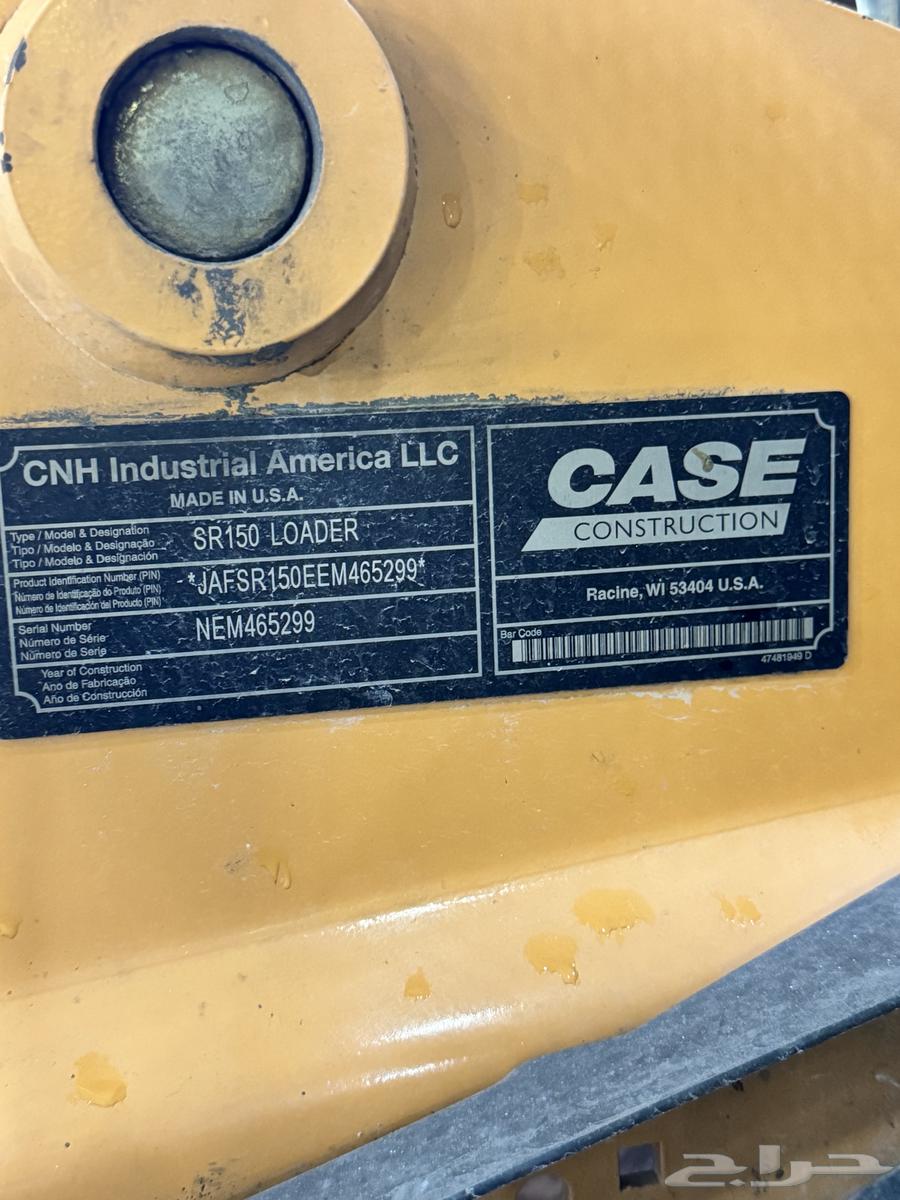 CNH Industrial America LLC
MADE IN U.S.A.
Type / Model & Designation
Tipo / Modelo & Designação
Tipo / Modelo & Designación
SR150 LOADER
Product Identification Number (PIN)
Número de Identificação do Produto (PIN)
Número de Identificación del Producto (PIN)
*JAFSR150EEM465299*
Serial Number
Número de Série
Número de Serie
NEM465299
Year of Construction
Ano de Fabricação
Año de Construcción
CASE
CONSTRUCTION
Racine, WI 53404 U.S.A.
Bar Code
47481949 D
حراج